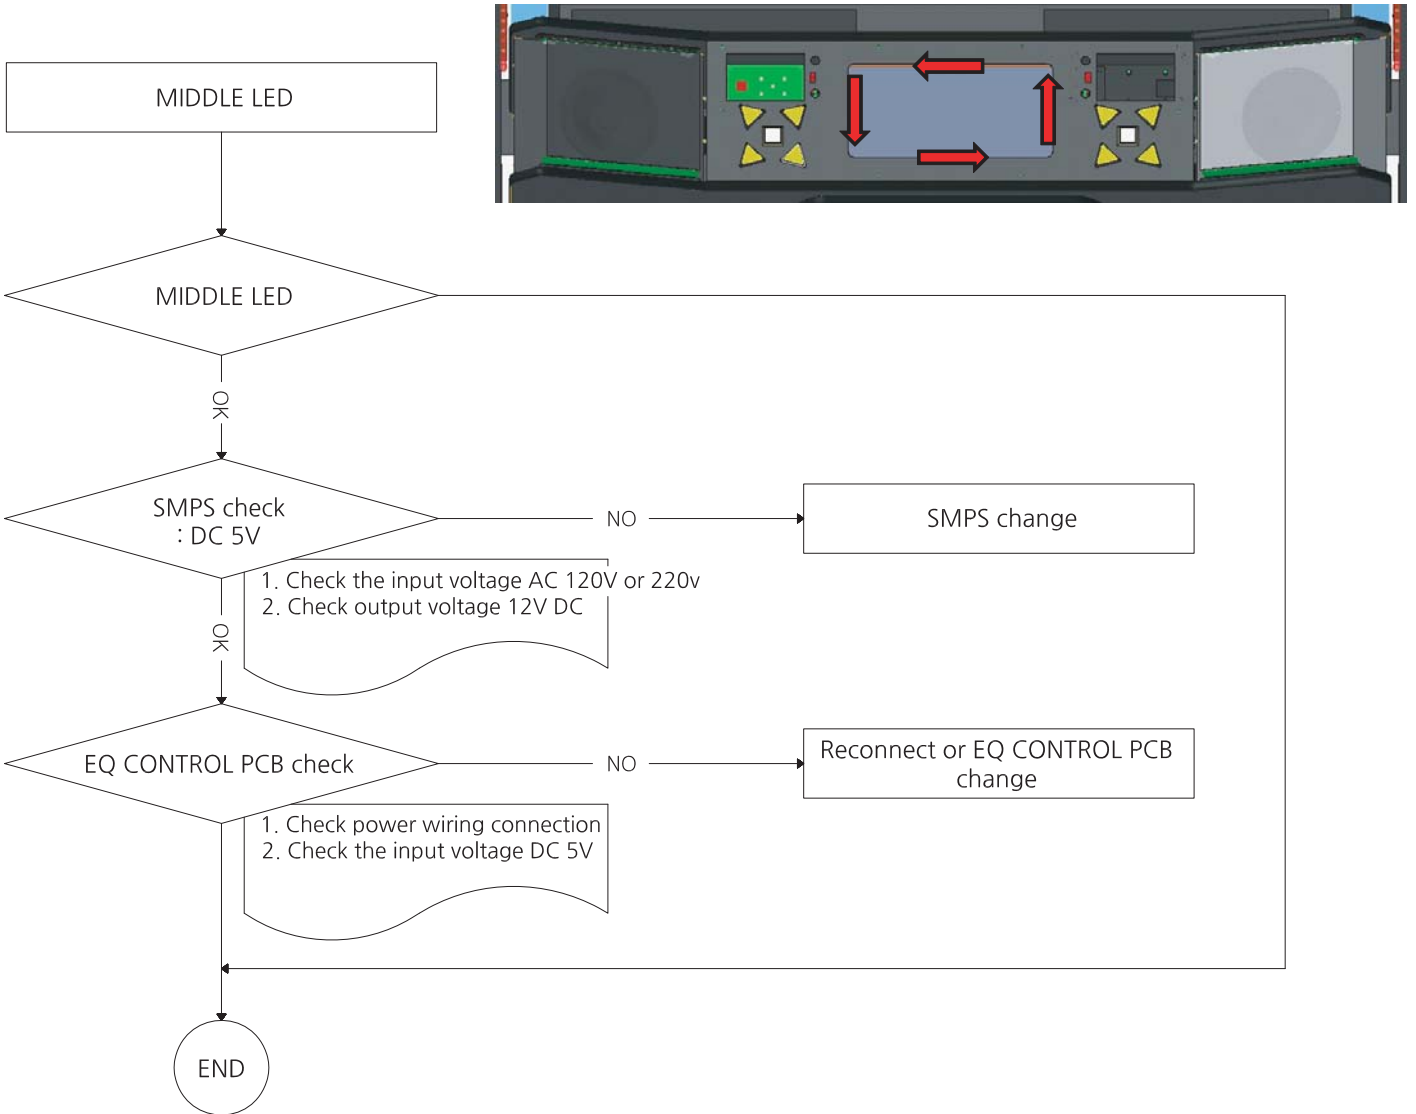 MIDDLE LED
MIDDLE LED
OK
SMPS check
: DC 5V
NO
SMPS change
1. Check the input voltage AC 120V or 220v
2. Check output voltage 12V DC
OK
EQ CONTROL PCB check
NO
Reconnect or EQ CONTROL PCB
change
1. Check power wiring connection
2. Check the input voltage DC 5V
END